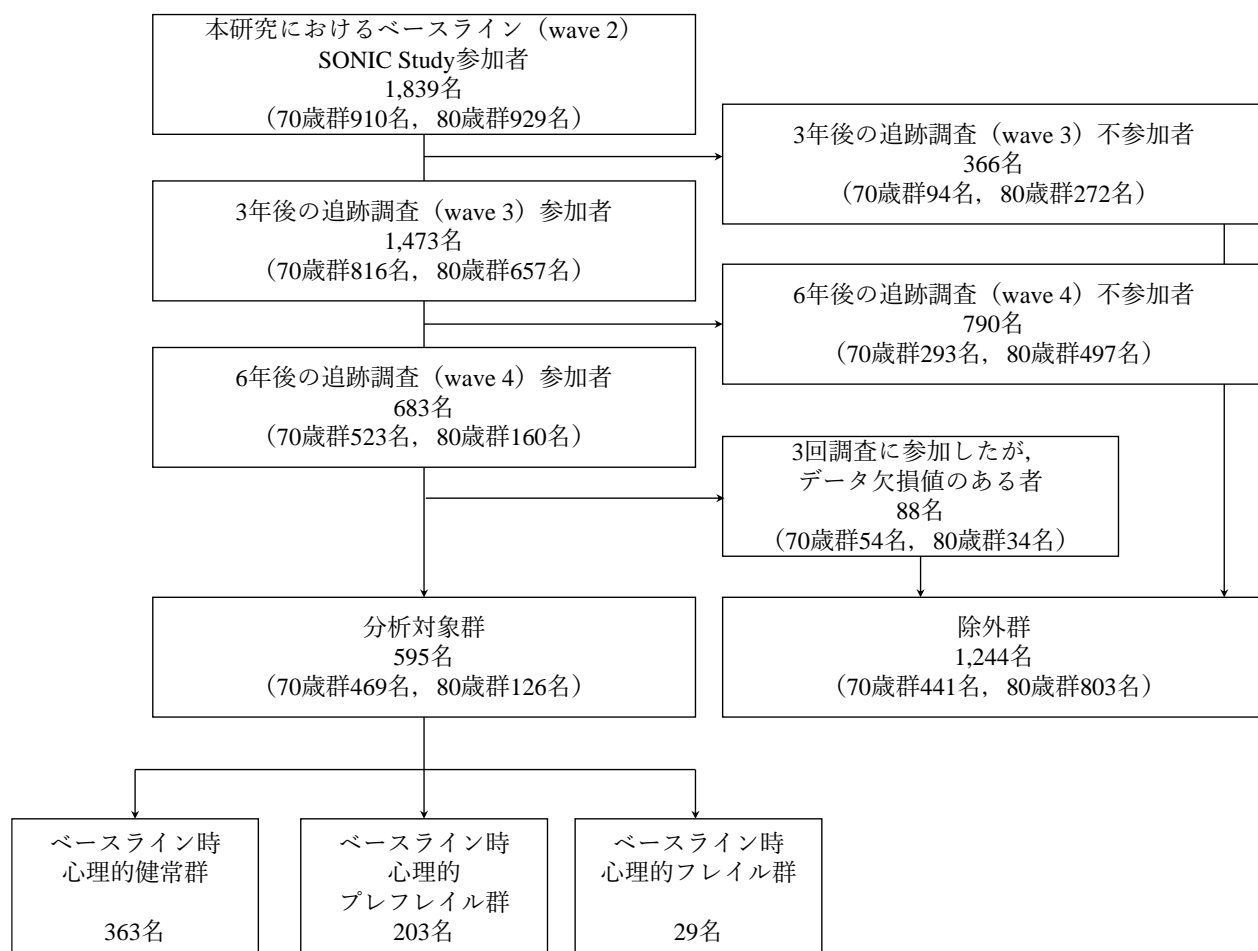 本研究におけるベースライン（wave 2）
SONIC Study参加者
1,839名
（70歳群910名，80歳群929名）
3年後の追跡調査（wave 3）不参加者
366名
（70歳群94名，80歳群272名）
3年後の追跡調査（wave 3）参加者
1,473名
（70歳群816名，80歳群657名）
6年後の追跡調査（wave 4）不参加者
790名
（70歳群293名，80歳群497名）
6年後の追跡調査（wave 4）参加者
683名
（70歳群523名，80歳群160名）
3回調査に参加したが，
データ欠損値のある者
88名
（70歳群54名，80歳群34名）
分析対象群
595名
（70歳群469名，80歳群126名）
除外群
1,244名
（70歳群441名，80歳群803名）
ベースライン時
心理的健常群
363名
ベースライン時
心理的
プレフレイル群
203名
ベースライン時
心理的フレイル群
29名